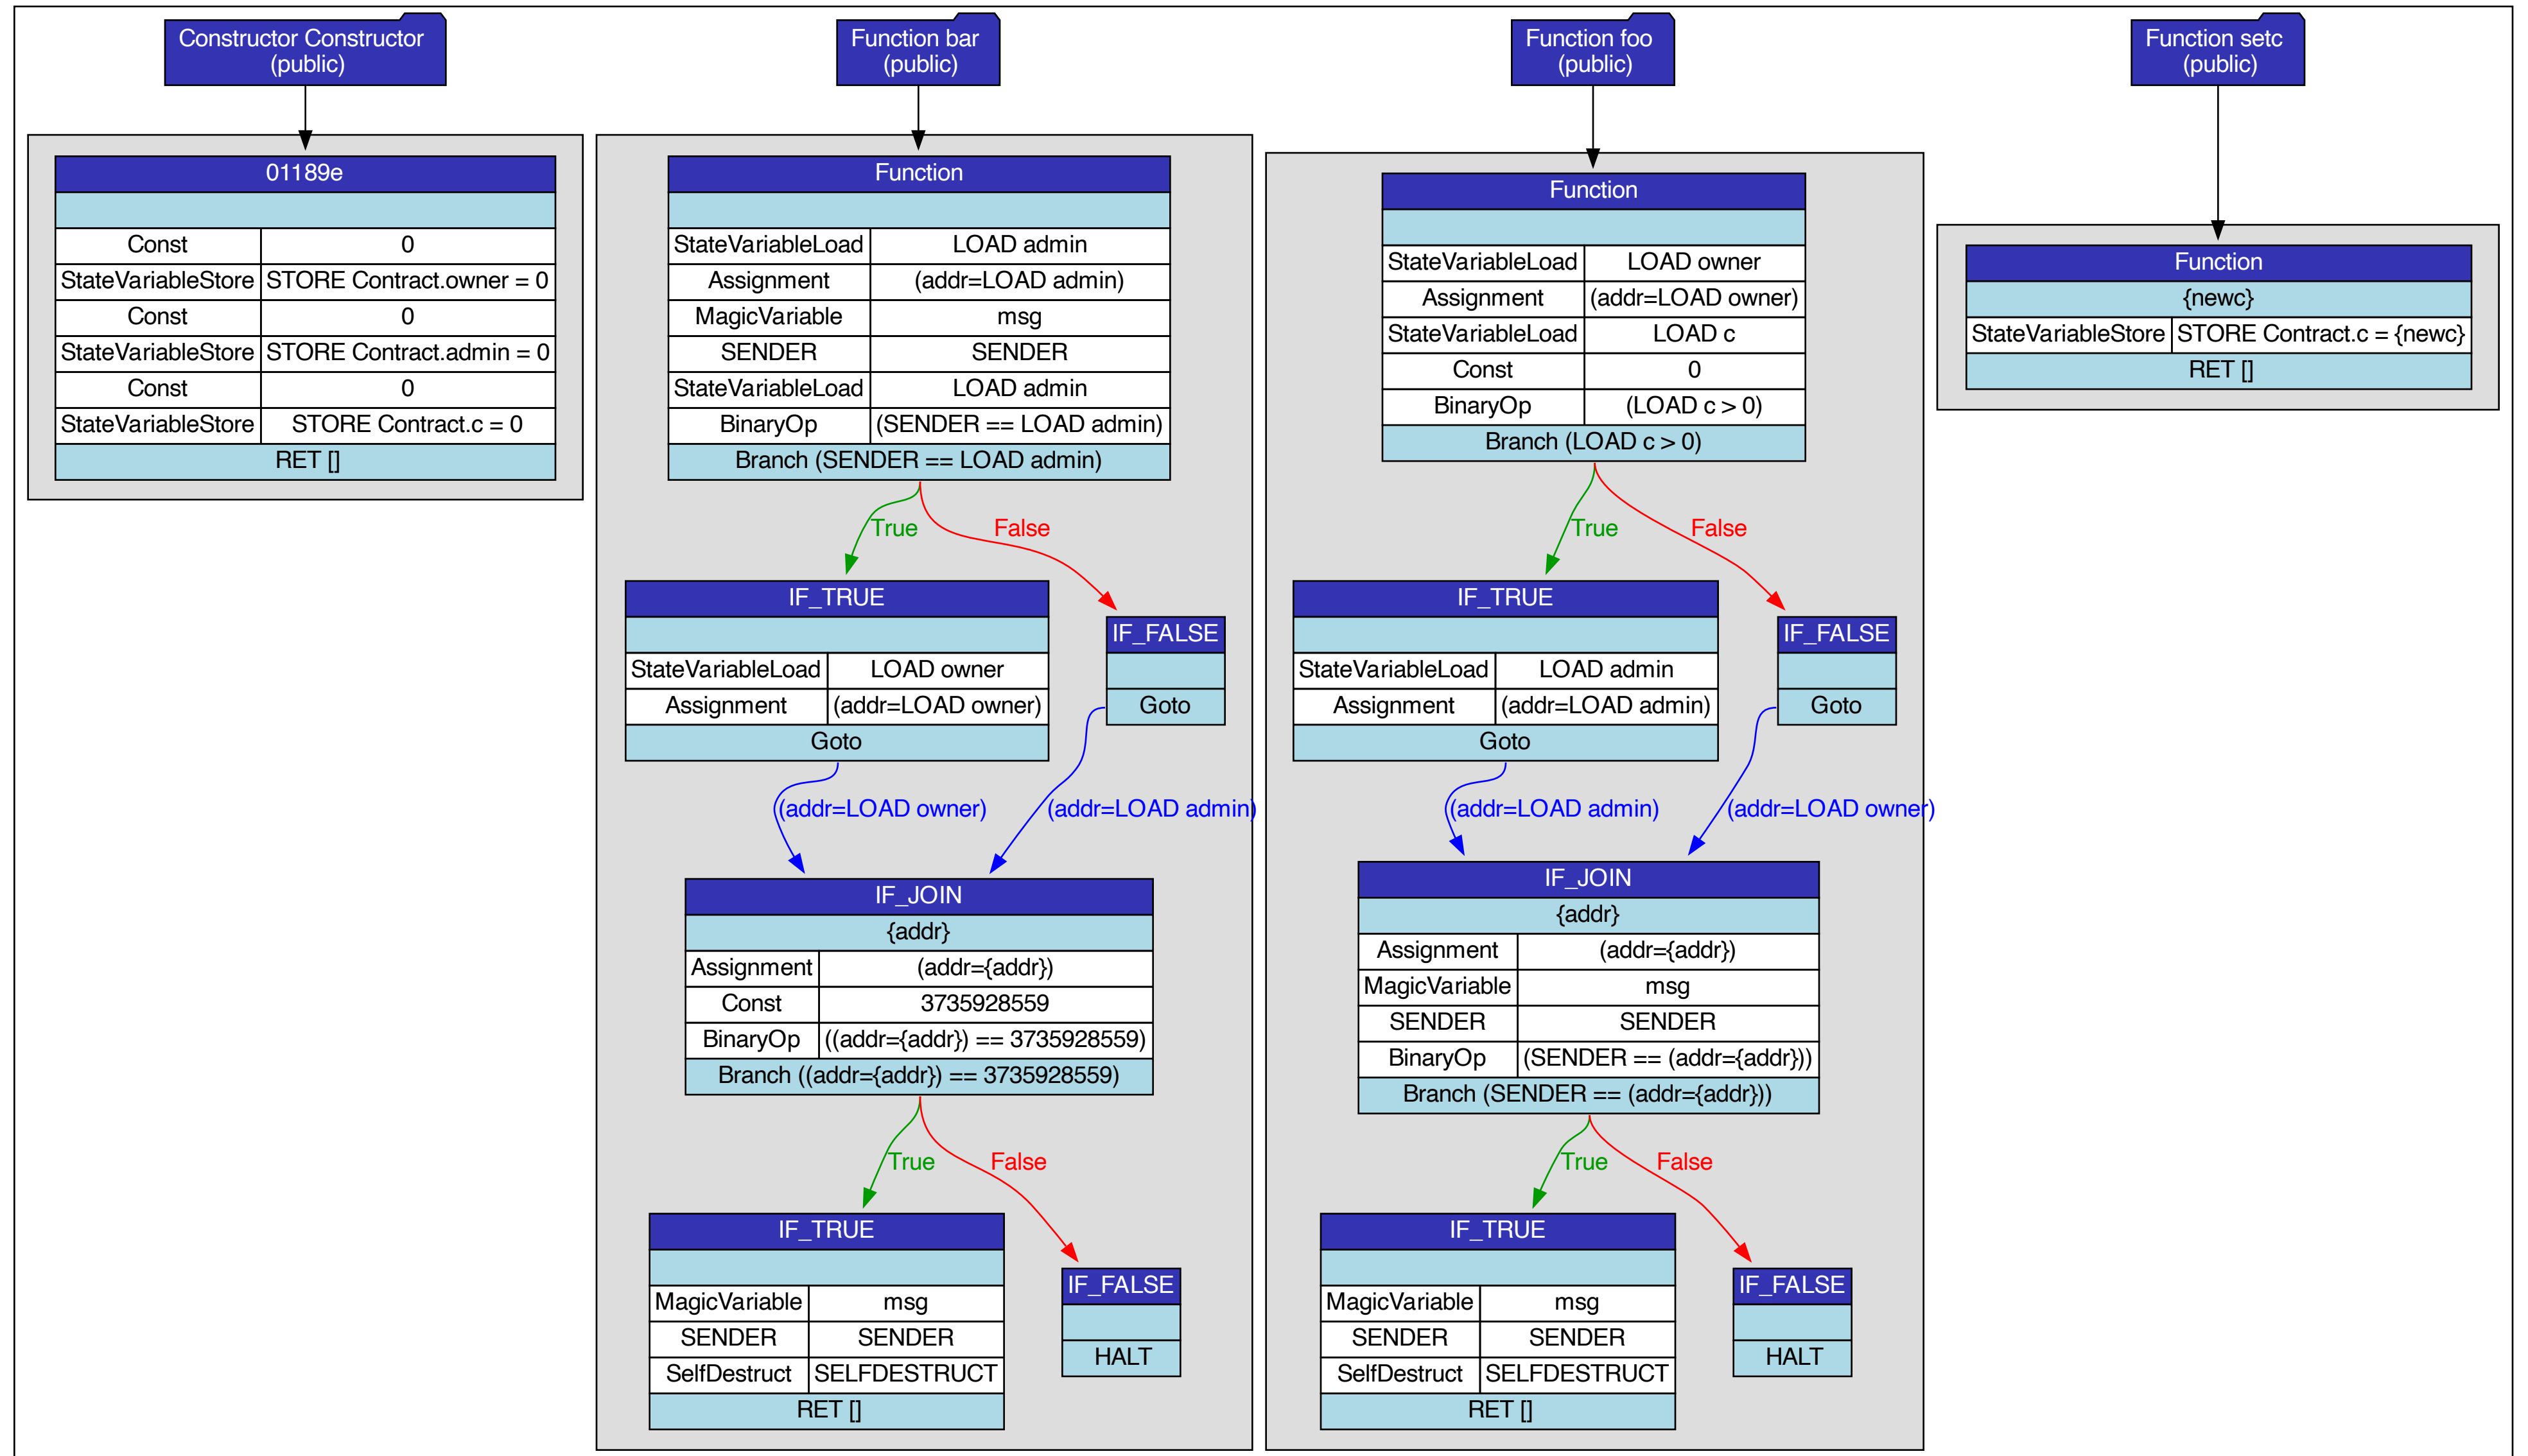 Constructor Constructor
(public)
01189e
Const 0
StateVariableStore STORE Contract.owner = 0
Const 0
StateVariableStore STORE Contract.admin = 0
Const 0
StateVariableStore STORE Contract.c = 0
RET []
Function bar
(public)
Function
StateVariableLoad LOAD admin
Assignment (addr=LOAD admin)
MagicVariable msg
SENDER SENDER
StateVariableLoad LOAD admin
BinaryOp (SENDER == LOAD admin)
Branch (SENDER == LOAD admin)
True
False
IF_TRUE
StateVariableLoad LOAD owner
Assignment (addr=LOAD owner)
Goto
IF_FALSE
Goto
(addr=LOAD owner)
(addr=LOAD admin)
IF_JOIN
{addr}
Assignment (addr={addr})
Const 3735928559
BinaryOp ((addr={addr}) == 3735928559)
Branch ((addr={addr}) == 3735928559)
True
False
IF_TRUE
MagicVariable msg
SENDER SENDER
SelfDestruct SELFDESTRUCT
RET []
IF_FALSE
HALT
Function foo
(public)
Function
StateVariableLoad LOAD owner
Assignment (addr=LOAD owner)
StateVariableLoad LOAD c
Const 0
BinaryOp (LOAD c > 0)
Branch (LOAD c > 0)
True
False
IF_TRUE
StateVariableLoad LOAD admin
Assignment (addr=LOAD admin)
Goto
IF_FALSE
Goto
(addr=LOAD admin)
(addr=LOAD owner)
IF_JOIN
{addr}
Assignment (addr={addr})
MagicVariable msg
SENDER SENDER
BinaryOp (SENDER == (addr={addr}))
Branch (SENDER == (addr={addr}))
True
False
IF_TRUE
MagicVariable msg
SENDER SENDER
SelfDestruct SELFDESTRUCT
RET []
IF_FALSE
HALT
Function setc
(public)
Function
{newc}
StateVariableStore STORE Contract.c = {newc}
RET []